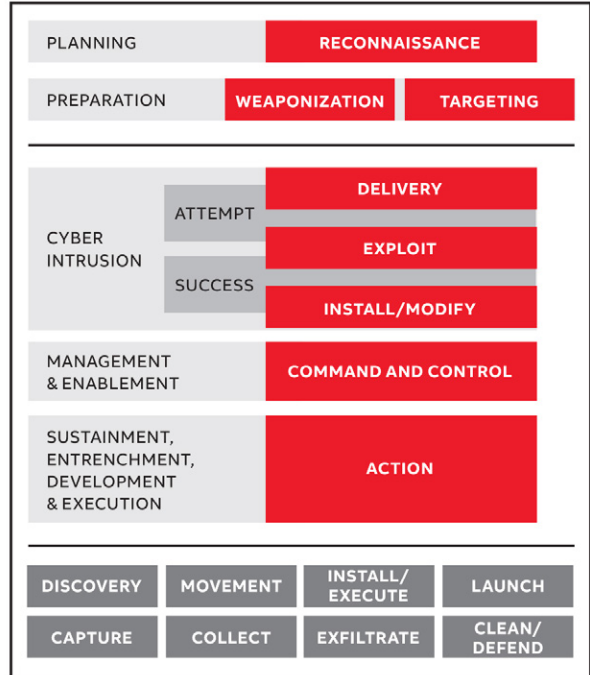 PLANNING
RECONNAISSANCE
PREPARATION
WEAPONIZATION
TARGETING
CYBER
INTRUSION
ATTEMPT
SUCCESS
DELIVERY
EXPLOIT
INSTALL/MODIFY
MANAGEMENT
& ENABLEMENT
COMMAND AND CONTROL
SUSTAINMENT,
ENTRENCHMENT,
DEVELOPMENT
& EXECUTION
ACTION
DISCOVERY
MOVEMENT
INSTALL/
EXECUTE
LAUNCH
CAPTURE
COLLECT
EXFILTRATE
CLEAN/
DEFEND